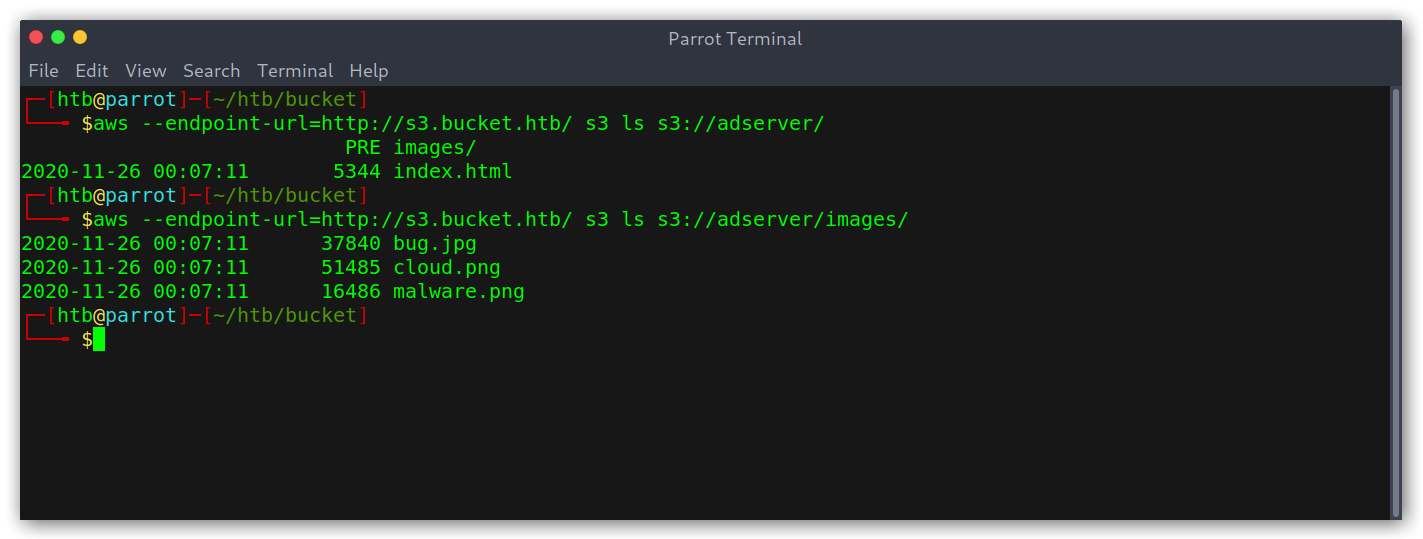 Parrot Terminal
File Edit View Search Terminal Help
┌─[htb@parrot]─[~/htb/bucket]
└──╼ $aws --endpoint-url=http://s3.bucket.htb/ s3 ls s3://adserver/
                           PRE images/
2020-11-26 00:07:11       5344 index.html
┌─[htb@parrot]─[~/htb/bucket]
└──╼ $aws --endpoint-url=http://s3.bucket.htb/ s3 ls s3://adserver/images/
2020-11-26 00:07:11      37840 bug.jpg
2020-11-26 00:07:11      51485 cloud.png
2020-11-26 00:07:11      16486 malware.png
┌─[htb@parrot]─[~/htb/bucket]
└──╼ $